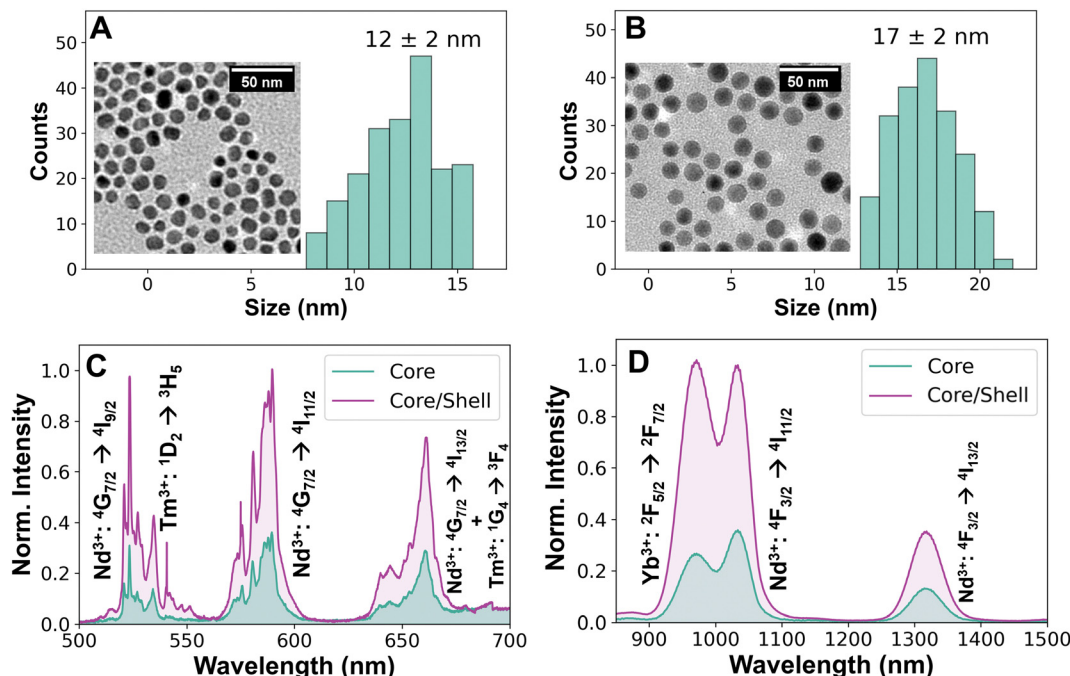 A
12 ± 2 nm
50 nm
50
40
30
20
10
0
Counts
0
5
10
15
Size (nm)
B
17 ± 2 nm
50 nm
50
40
30
20
10
0
Counts
0
5
10
15
20
Size (nm)
C
Core
Core/Shell
Nd³⁺: ⁴G₇/₂ → ⁴I₉/₂
Tm³⁺: ¹D₂ → ³H₅
Nd³⁺: ⁴G₇/₂ → ⁴I₁₁/₂
Nd³⁺: ⁴G₇/₂ → ⁴I₁₃/₂
+
Tm³⁺: ¹G₄ → ³F₄
1.0
0.8
0.6
0.4
0.2
0.0
Norm. Intensity
500
550
600
650
700
Wavelength (nm)
D
Core
Core/Shell
Yb³⁺: ²F₅/₂ → ²F₇/₂
Nd³⁺: ⁴F₃/₂ → ⁴I₁₁/₂
Nd³⁺: ⁴F₃/₂ → ⁴I₁₃/₂
1.0
0.8
0.6
0.4
0.2
0.0
Norm. Intensity
900
1000
1100
1200
1300
1400
1500
Wavelength (nm)